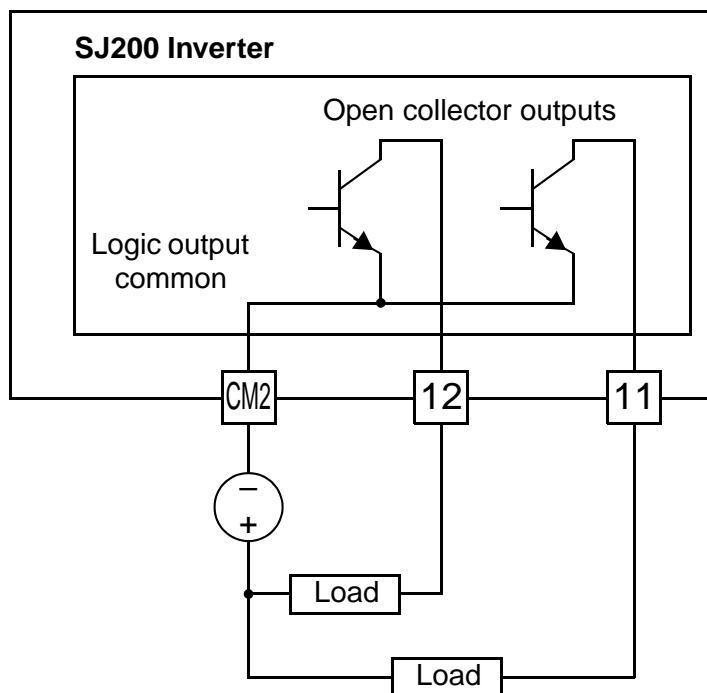 SJ200 Inverter
Open collector outputs
Logic output
common
CM2
12
11
–
+
Load
Load